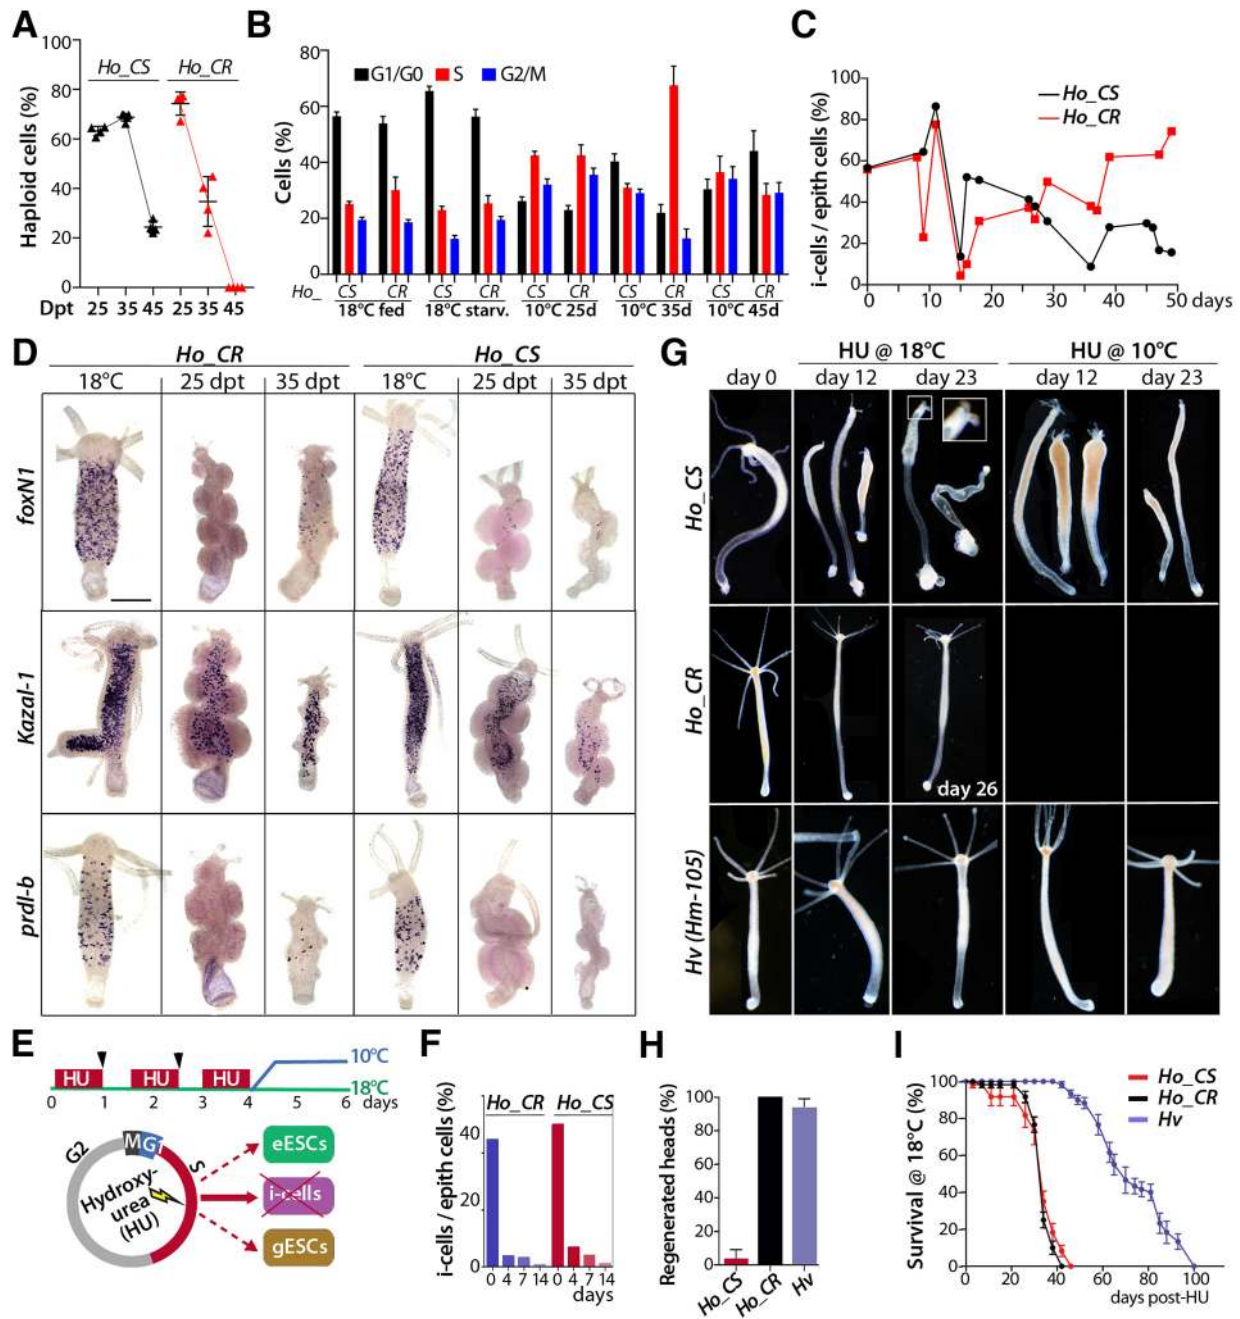 A
100
80
60
40
20
0
Haploid cells (%)
Ho_CS Ho_CR
Dpt 25 35 45 25 35 45
B
80
60
40
20
0
Cells (%)
G1/G0 S G2/M
Ho_ CS CR CS CR CS CR CS CR CS CR
18°C fed 18°C starv. 10°C 25d 10°C 35d 10°C 45d
C
100
80
60
40
20
0
i-cells / epith cells (%)
Ho_CS
Ho_CR
0 10 20 30 40 50 days
D
Ho_CR Ho_CS
18°C 25 dpt 35 dpt 18°C 25 dpt 35 dpt
foxN1
Kazal-1
prdl-b
G
HU @ 18°C HU @ 10°C
day 0 day 12 day 23 day 12 day 23
Ho_CS
Ho_CR
day 26
Hv (Hm-105)
E
HU HU HU
10°C
18°C
0 1 2 3 4 5 6 days
G2 M G1 S
Hydroxy-
urea
(HU)
eESCs
i-cells
gESCs
F
Ho_CR Ho_CS
40
20
0
i-cells / epith cells (%)
0 4 7 14 0 4 7 14
days
H
100
80
60
40
20
0
Regenerated heads (%)
Ho_CS Ho_CR Hv
I
100
80
60
40
20
0
Survival @ 18°C (%)
Ho_CS
Ho_CR
Hv
0 20 40 60 80 100
days post-HU